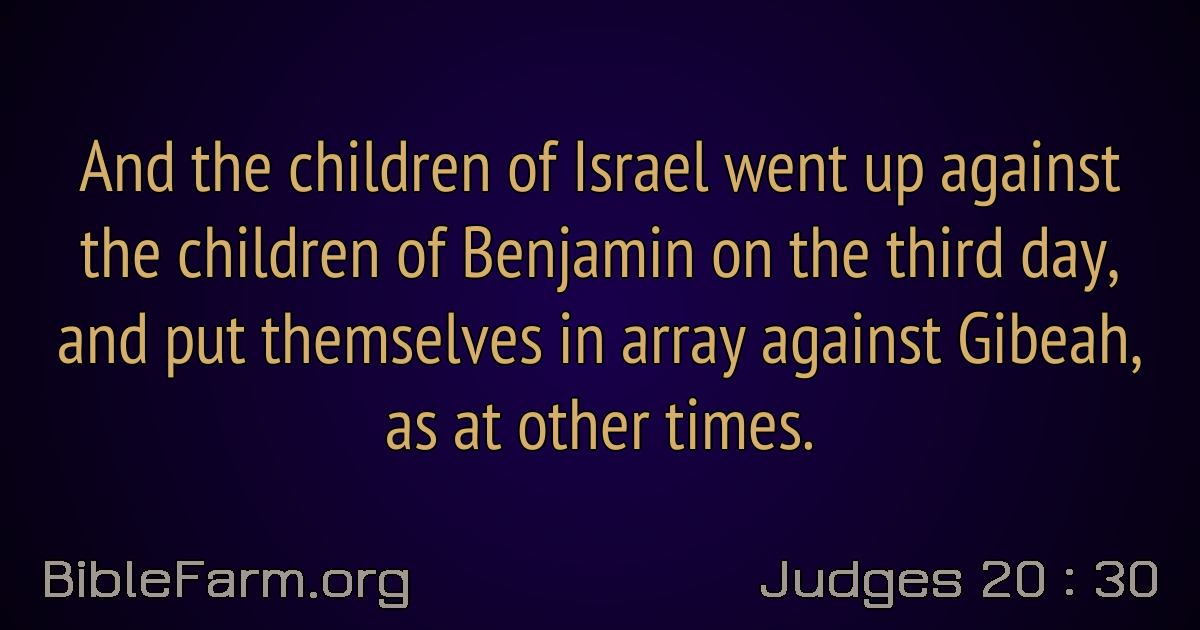 And the children of Israel went up against
the children of Benjamin on the third day,
and put themselves in array against Gibeah,
as at other times.
BibleFarm.org
Judges 20 : 30